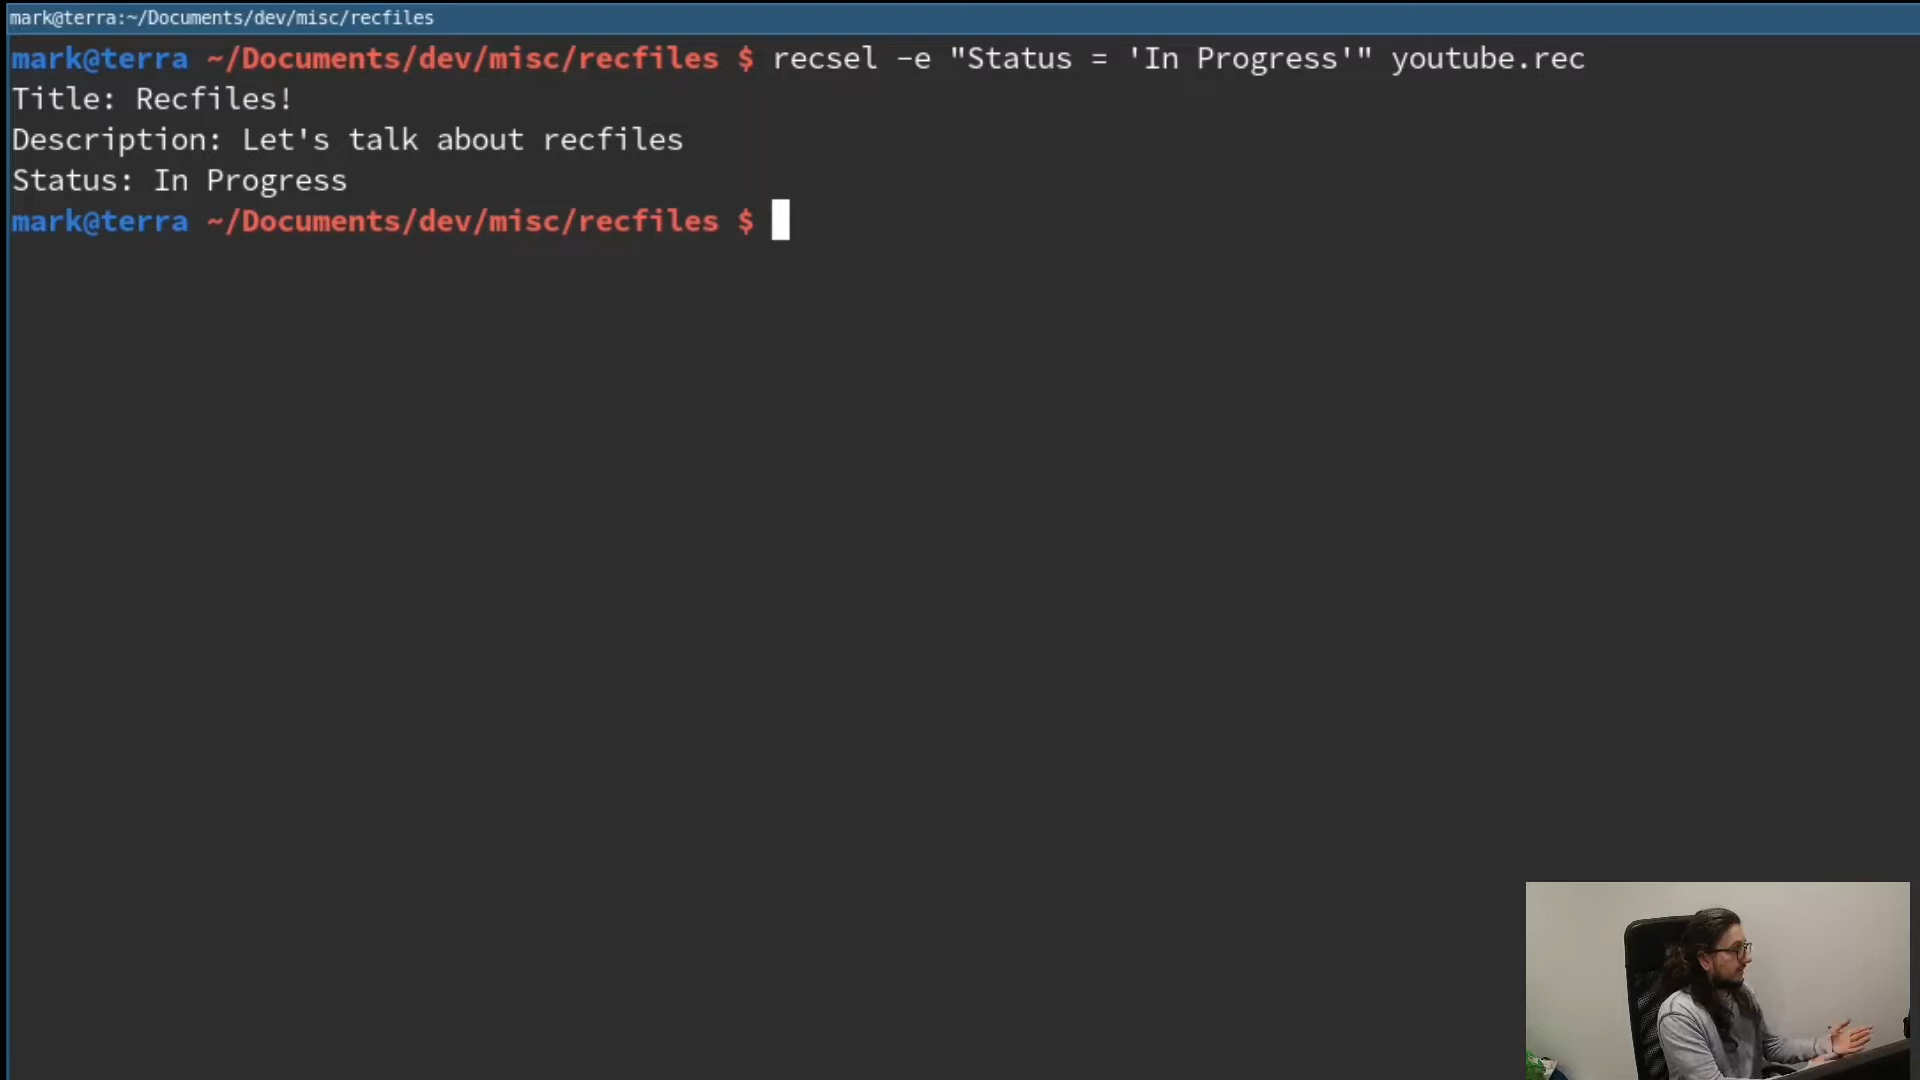 mark@terra:~/Documents/dev/misc/recfiles
mark@terra ~/Documents/dev/misc/recfiles $ recsel -e "Status = 'In Progress'" youtube.rec
Title: Recfiles!
Description: Let's talk about recfiles
Status: In Progress
mark@terra ~/Documents/dev/misc/recfiles $